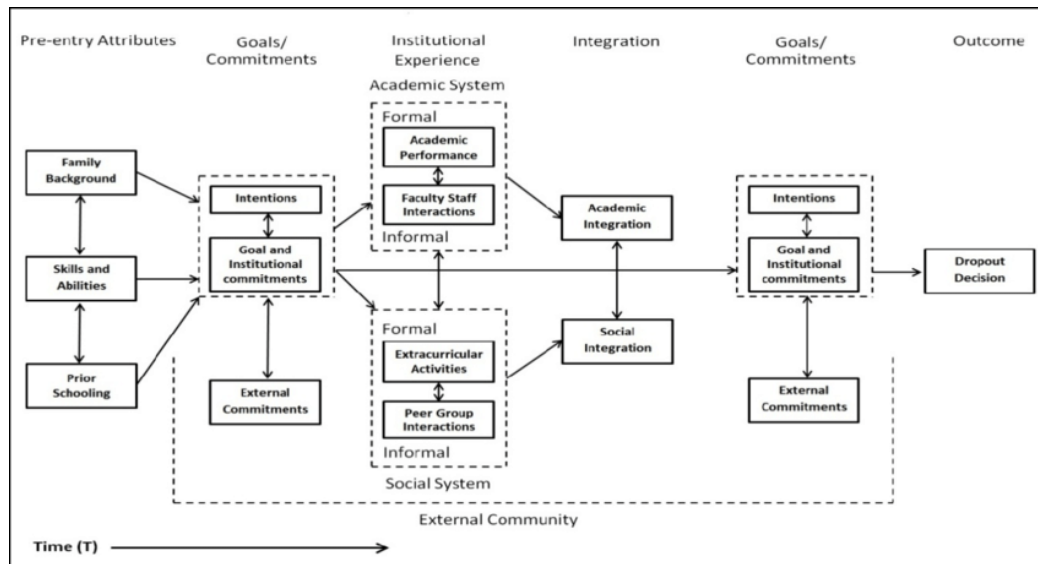 Pre-entry Attributes
Goals/
Commitments
Institutional
Experience
Integration
Goals/
Commitments
Outcome
Academic System
Formal
Academic
Performance
Faculty Staff
Interactions
Informal
Family
Background
Skills and
Abilities
Prior
Schooling
Intentions
Goal and
Institutional
commitments
External
Commitments
Formal
Extracurricular
Activities
Peer Group
Interactions
Informal
Social System
Academic
Integration
Social
Integration
Intentions
Goal and
Institutional
commitments
External
Commitments
Dropout
Decision
External Community
Time (T)